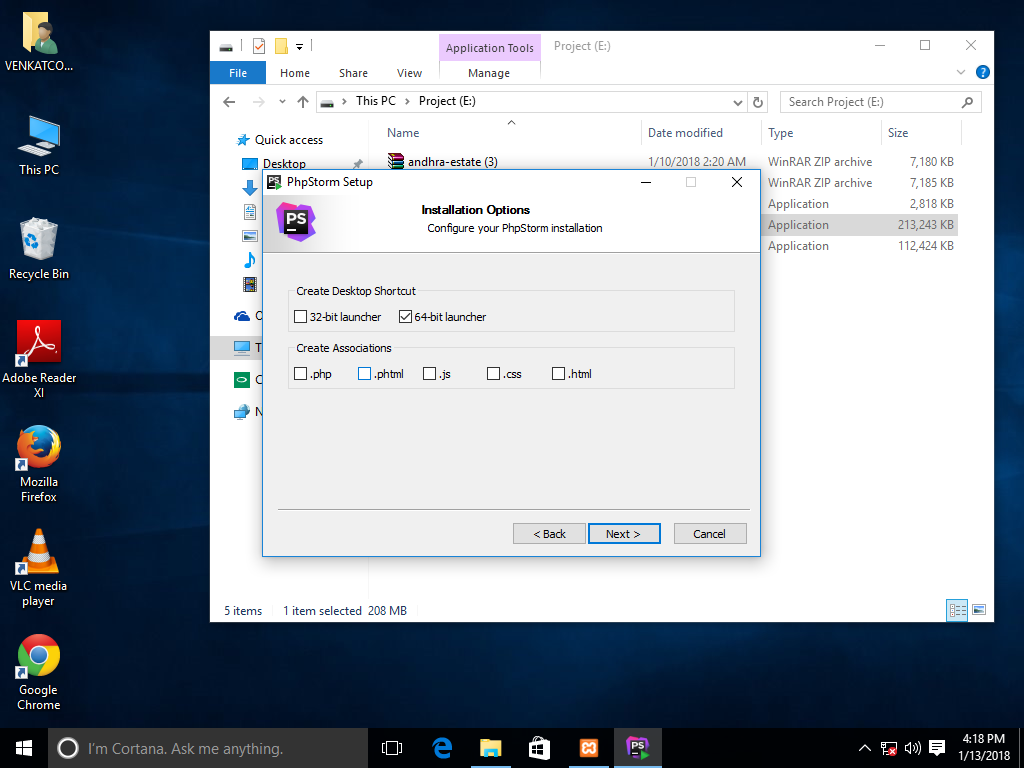 VENKATCO...
This PC
Recycle Bin
Adobe Reader
XI
Mozilla
Firefox
VLC media
player
Google
Chrome
Application Tools
Project (E:)
File
Home
Share
View
Manage
This PC
Project (E:)
Search Project (E:)
Quick access
Desktop
Name
Date modified
Type
Size
andhra-estate (3)
1/10/2018 2:20 AM
WinRAR ZIP archive
7,180 KB
WinRAR ZIP archive
7,185 KB
Application
2,818 KB
Application
213,243 KB
Application
112,424 KB
PS
PhpStorm Setup
PS
Installation Options
Configure your PhpStorm installation
Create Desktop Shortcut
32-bit launcher
64-bit launcher
Create Associations
.php
.phtml
.js
.css
.html
< Back
Next >
Cancel
5 items
1 item selected
208 MB
I'm Cortana. Ask me anything.
PS
4:18 PM
1/13/2018